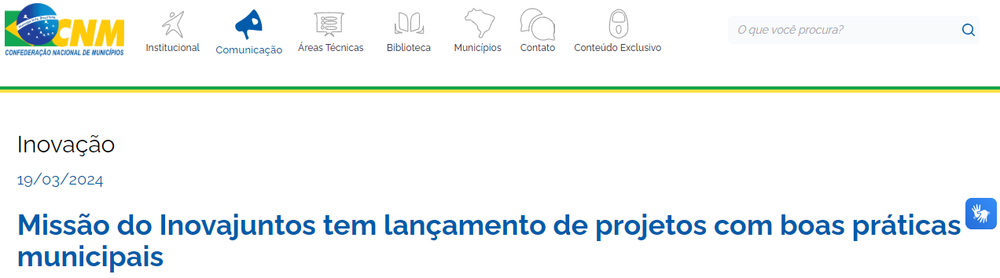 CNM
CONFEDERAÇÃO NACIONAL DE MUNICÍPIOS
Institucional
Comunicação
Áreas Técnicas
Biblioteca
Municípios
Contato
Conteúdo Exclusivo
O que você procura?
Inovação
19/03/2024
Missão do Inovajuntos tem lançamento de projetos com boas práticas
municipais